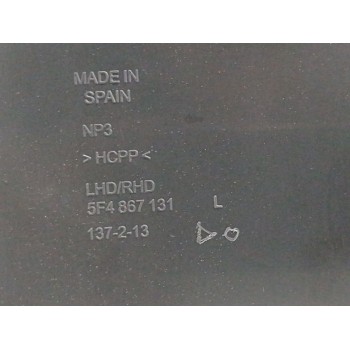 MADE IN
SPAIN
NP3
> HCPP <
LHD/RHD
5F4 867 131 L
137-2-13